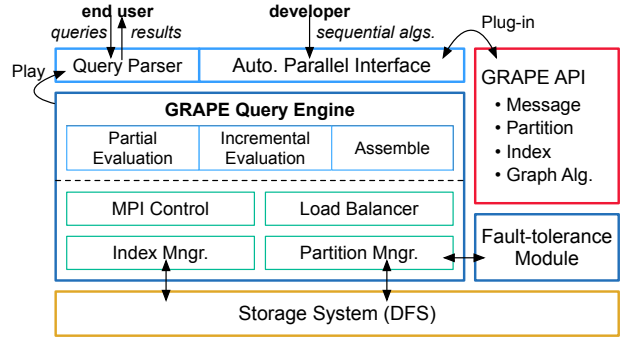 end user
developer
queries
results
sequential algs.
Plug-in
Play
Query Parser
Auto. Parallel Interface
GRAPE API
• Message
• Partition
• Index
• Graph Alg.
GRAPE Query Engine
Partial
Evaluation
Incremental
Evaluation
Assemble
MPI Control
Load Balancer
Index Mngr.
Partition Mngr.
Fault-tolerance
Module
Storage System (DFS)